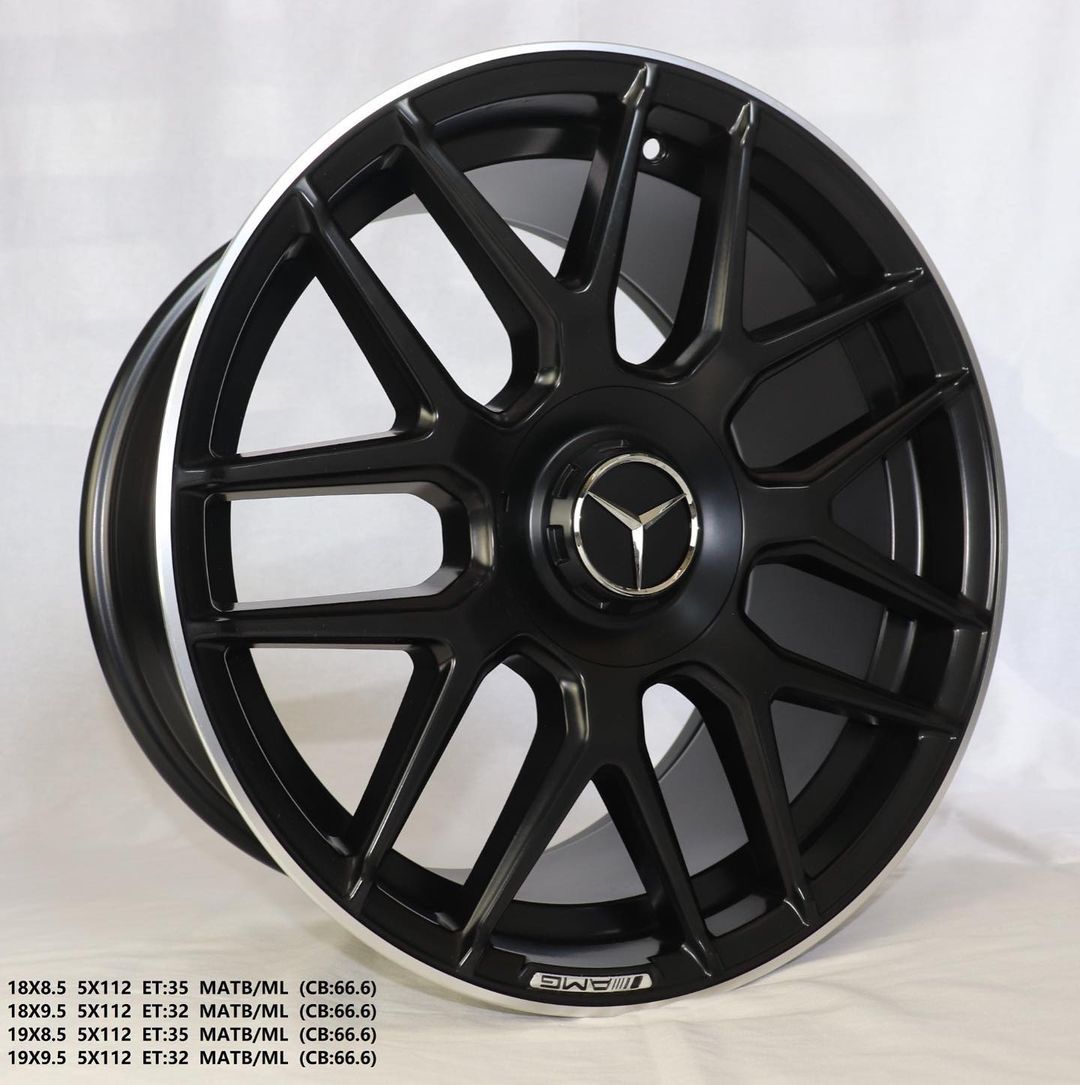 AMG
18X8.5 5X112 ET:35 MATB/ML (CB:66.6)
18X9.5 5X112 ET:32 MATB/ML (CB:66.6)
19X8.5 5X112 ET:35 MATB/ML (CB:66.6)
19X9.5 5X112 ET:32 MATB/ML (CB:66.6)